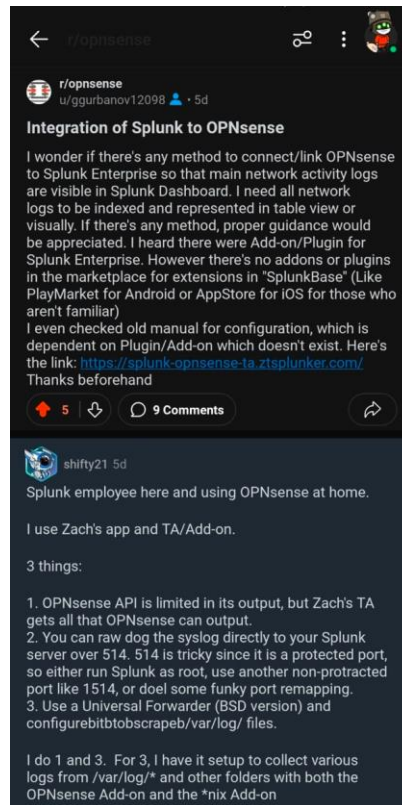 r/opnsense
r/opnsense
u/ggurbanov12098 • 5d
Integration of Splunk to OPNsense
I wonder if there's any method to connect/link OPNsense
to Splunk Enterprise so that main network activity logs
are visible in Splunk Dashboard. I need all network
logs to be indexed and represented in table view or
visually. If there's any method, proper guidance would
be appreciated. I heard there were Add-on/Plugin for
Splunk Enterprise. However there's no addons or plugins
in the marketplace for extensions in "SplunkBase" (Like
PlayMarket for Android or AppStore for iOS for those who
aren't familiar)
I even checked old manual for configuration, which is
dependent on Plugin/Add-on which doesn't exist. Here's
the link: https://splunk-opnsense-ta.ztsplunker.com/
Thanks beforehand
5
9 Comments
shifty21 5d
Splunk employee here and using OPNsense at home.
I use Zach's app and TA/Add-on.
3 things:
1. OPNsense API is limited in its output, but Zach's TA
gets all that OPNsense can output.
2. You can raw dog the syslog directly to your Splunk
server over 514. 514 is tricky since it is a protected port,
so either run Splunk as root, use another non-protracted
port like 1514, or doel some funky port remapping.
3. Use a Universal Forwarder (BSD version) and
configurebitbtobscrapeb/var/log/ files.
I do 1 and 3. For 3, I have it setup to collect various
logs from /var/log/* and other folders with both the
OPNsense Add-on and the *nix Add-on